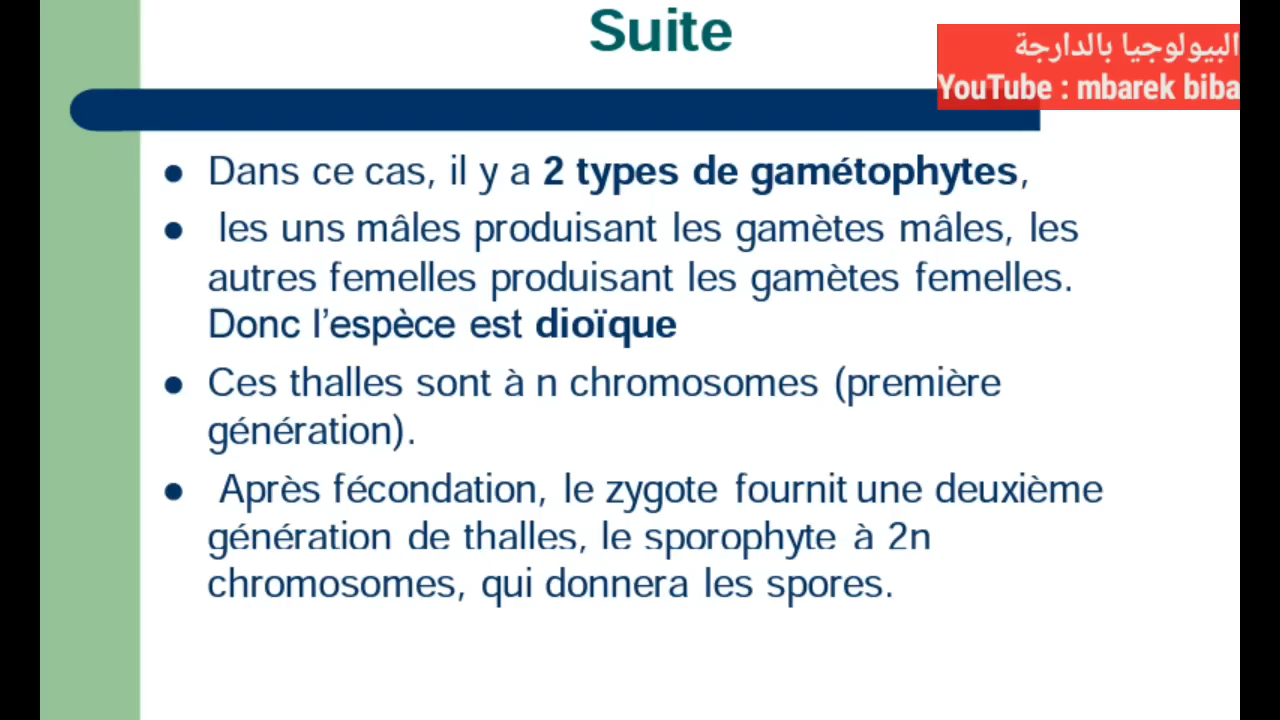 Suite
البيولوجيا بالدارجة
YouTube : mbarek biba
• Dans ce cas, il y a 2 types de gamétophytes,
• les uns mâles produisant les gamètes mâles, les
autres femelles produisant les gamètes femelles.
Donc l’espèce est dioïque
• Ces thalles sont à n chromosomes (première
génération).
• Après fécondation, le zygote fournit une deuxième
génération de thalles, le sporophyte à 2n
chromosomes, qui donnera les spores.